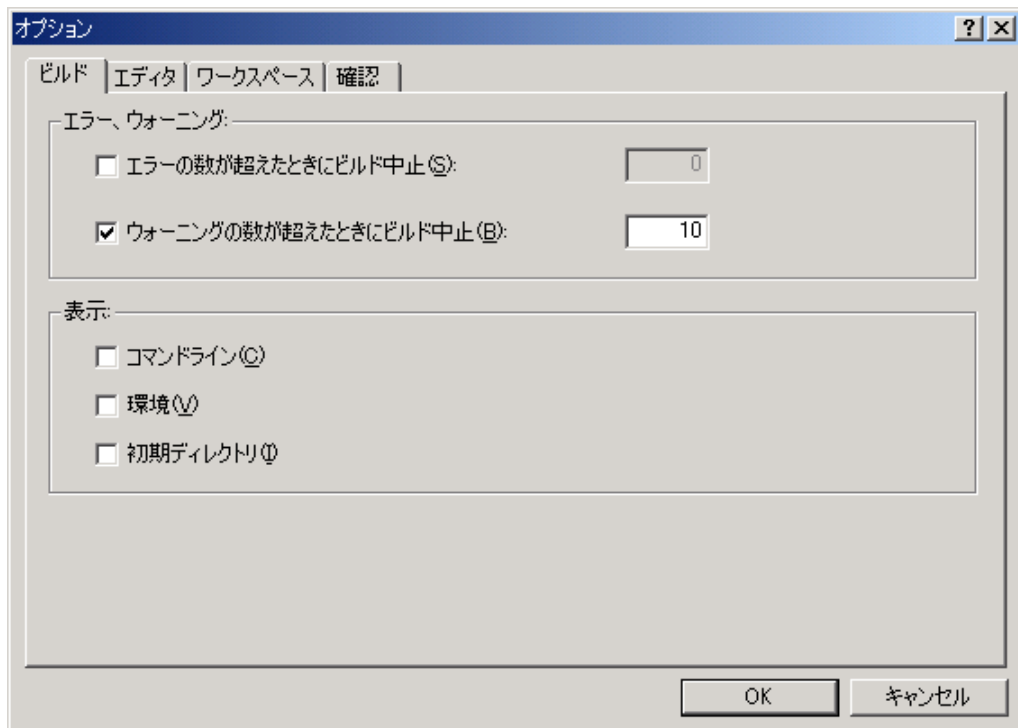 オプション
ビルド エディタ ワークスペース 確認
エラー、ウォーニング:
エラーの数が超えたときにビルド中止(S): 0
ウォーニングの数が超えたときにビルド中止(B): 10
表示:
コマンドライン(C)
環境(V)
初期ディレクトリ(I)
OK キャンセル